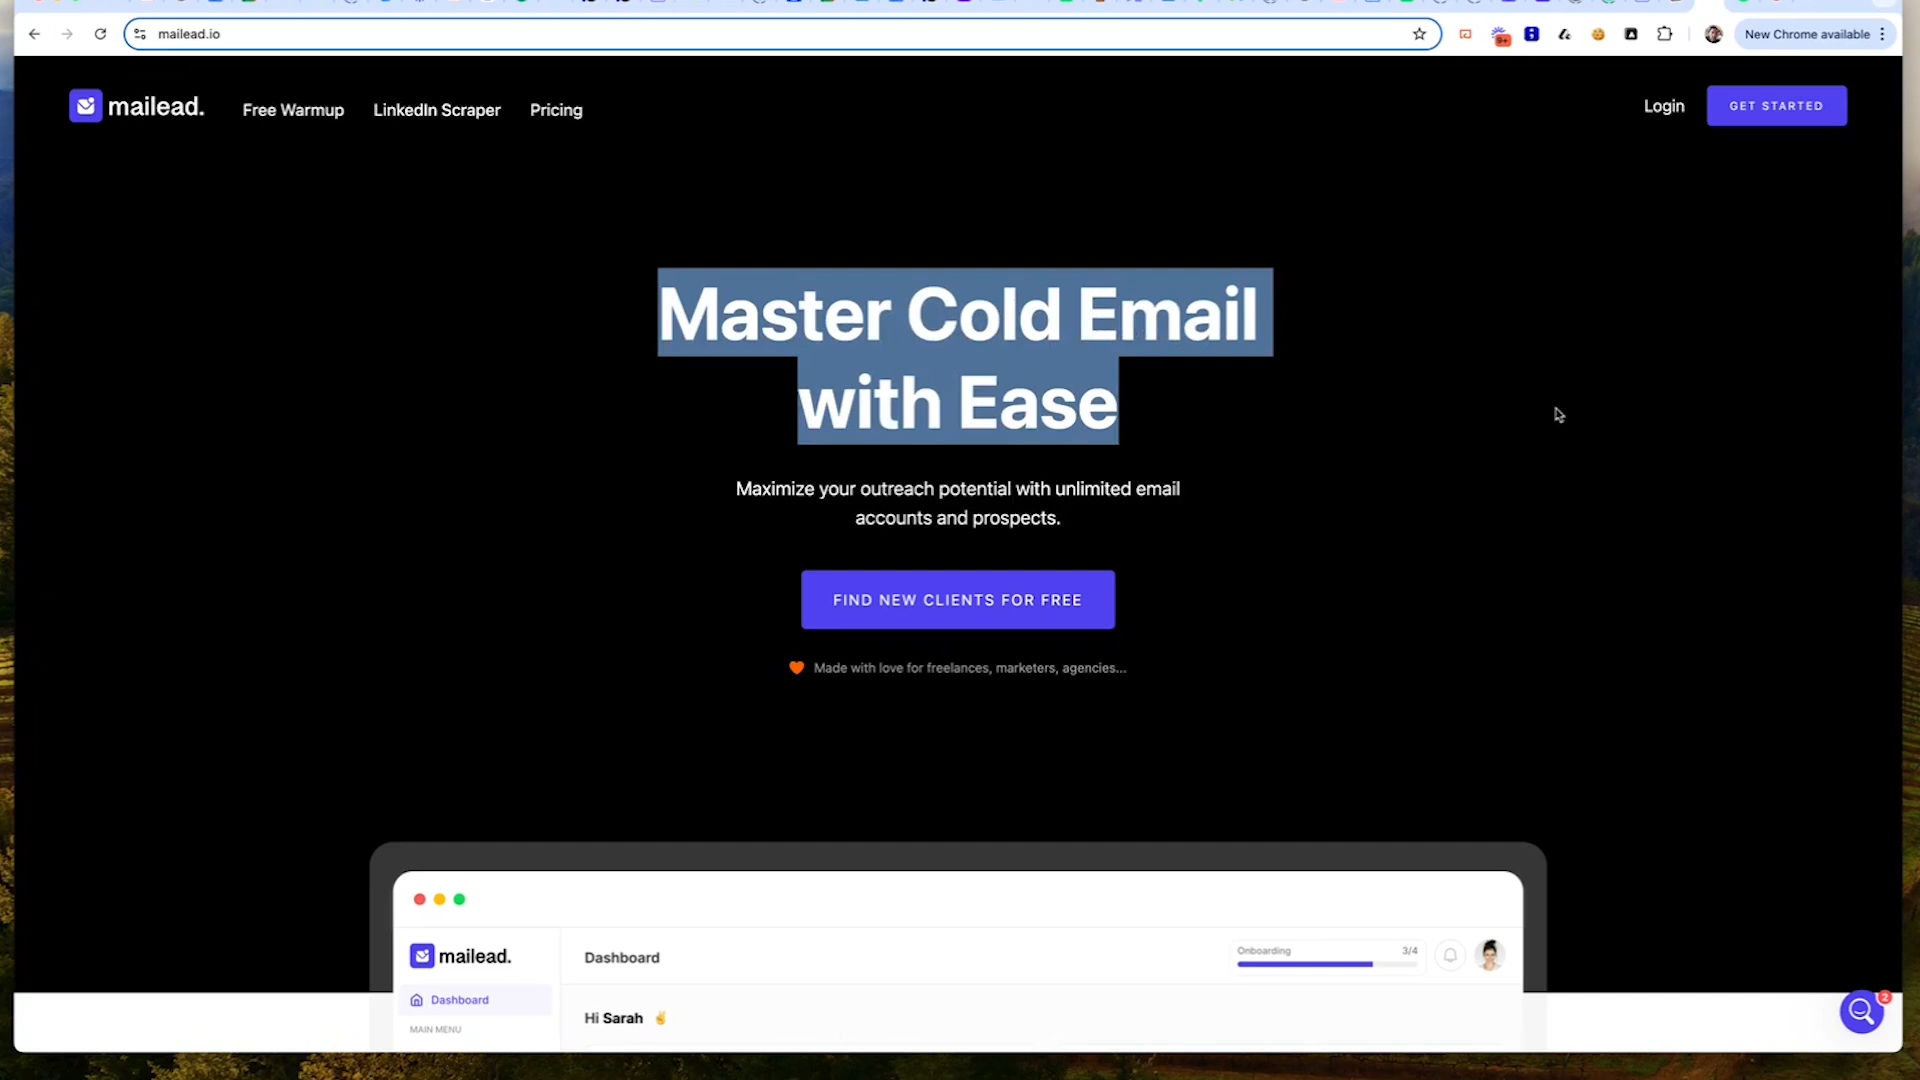 mailead.io
New Chrome available
9+
mailead.
Free Warmup
LinkedIn Scraper
Pricing
Login
GET STARTED
Master Cold Email
with Ease
Maximize your outreach potential with unlimited email
accounts and prospects.
FIND NEW CLIENTS FOR FREE
Made with love for freelances, marketers, agencies...
mailead.
Dashboard
Onboarding
3/4
Dashboard
Hi Sarah ✌
MAIN MENU
2